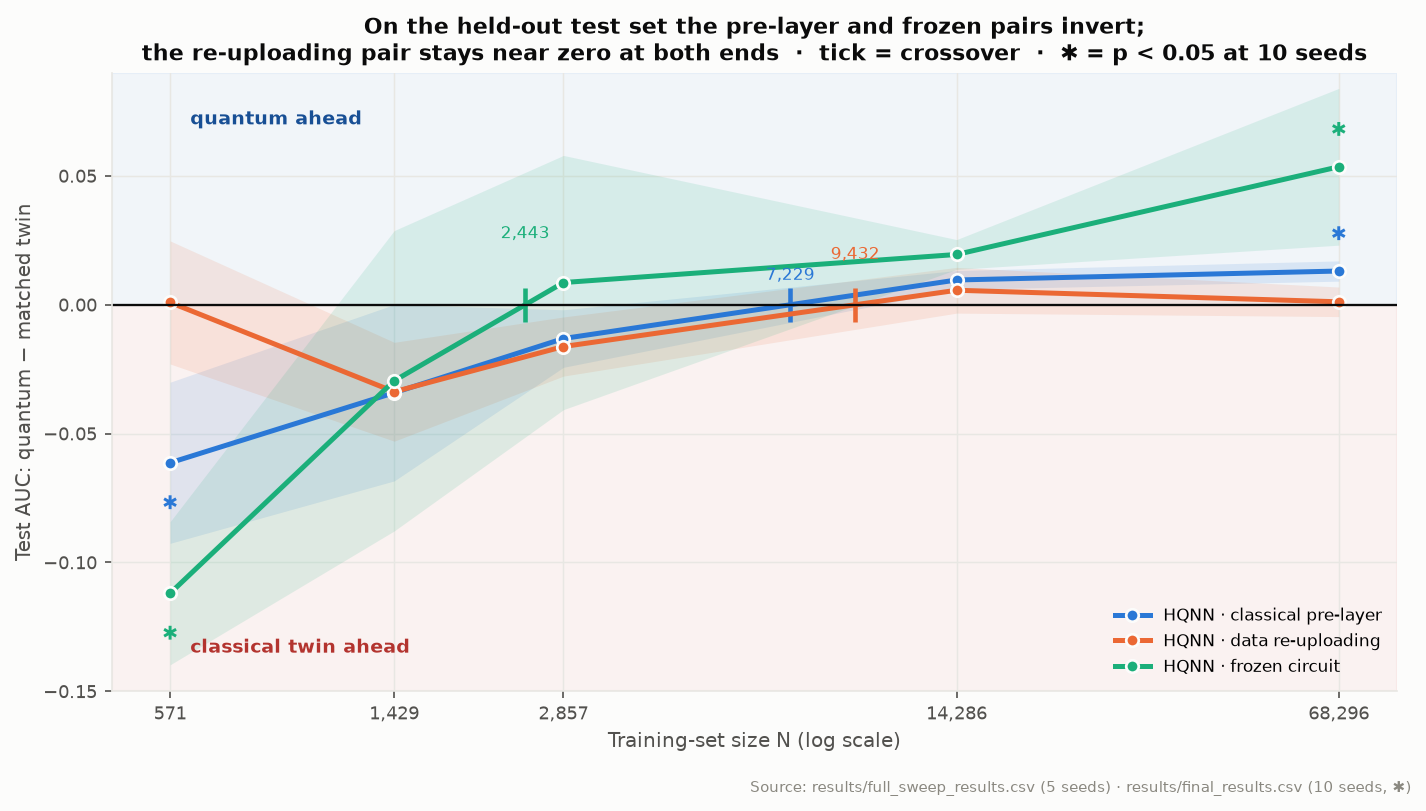 On the held-out test set the pre-layer and frozen pairs invert;
the re-uploading pair stays near zero at both ends · tick = crossover · ✱ = p < 0.05 at 10 seeds
quantum ahead
✱
0.05
✱
2,443
9,432
7,229
0.00
Test AUC: quantum − matched twin
−0.05
✱
−0.10
✱
classical twin ahead
HQNN · classical pre-layer
HQNN · data re-uploading
HQNN · frozen circuit
−0.15
571
1,429
2,857
14,286
68,296
Training-set size N (log scale)
Source: results/full_sweep_results.csv (5 seeds) · results/final_results.csv (10 seeds, ✱)